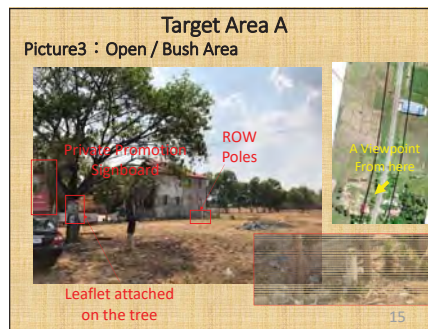 Target Area A
Picture3：Open / Bush Area
Private Promotion
Signboard
ROW
Poles
A Viewpoint
From here
Leaflet attached
on the tree
15